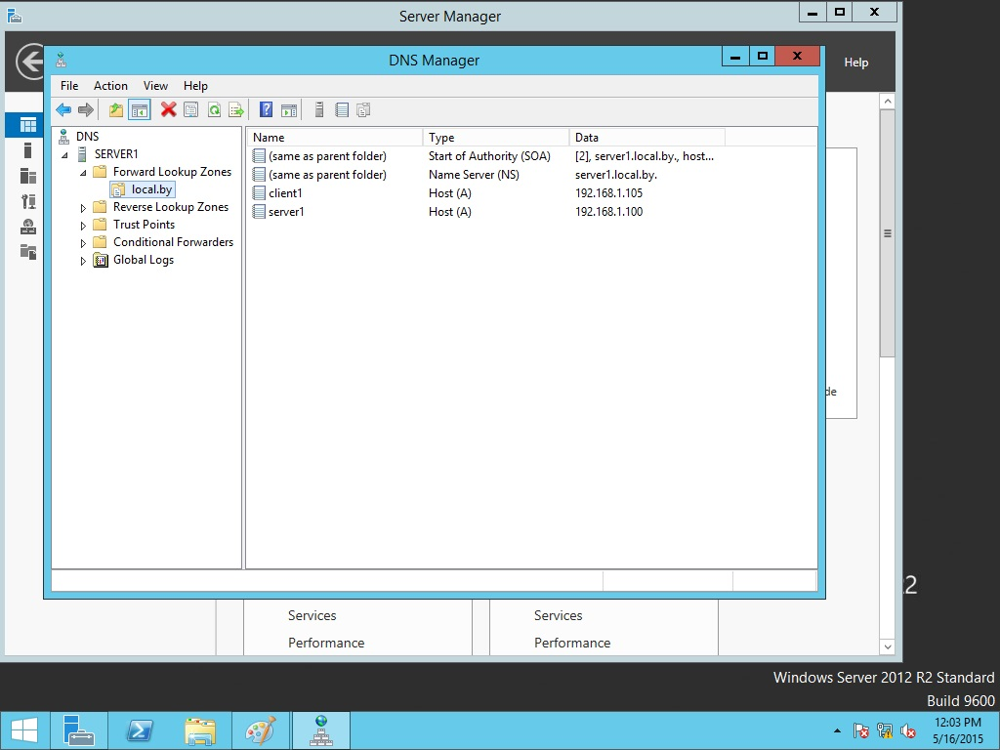 Server Manager
DNS Manager
Help
File Action View Help
DNS
SERVER1
Forward Lookup Zones
local.by
Reverse Lookup Zones
Trust Points
Conditional Forwarders
Global Logs
Name Type Data
(same as parent folder) Start of Authority (SOA) [2], server1.local.by., host...
(same as parent folder) Name Server (NS) server1.local.by.
client1 Host (A) 192.168.1.105
server1 Host (A) 192.168.1.100
de
R2
Services Services
Performance Performance
Windows Server 2012 R2 Standard
Build 9600
12:03 PM
5/16/2015